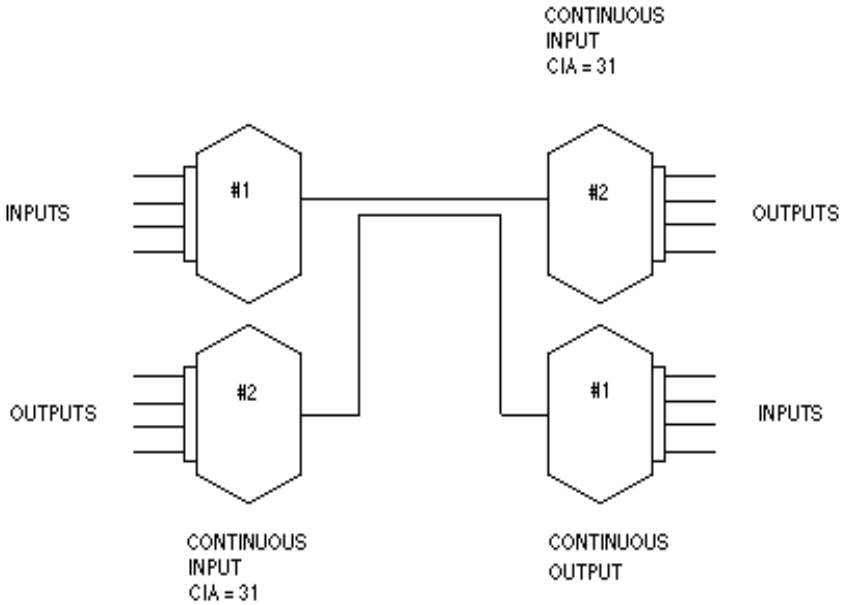 CONTINUOUS
INPUT
CIA = 31
#1
#2
INPUTS
OUTPUTS
#2
#1
OUTPUTS
INPUTS
CONTINUOUS
INPUT
CIA = 31
CONTINUOUS
OUTPUT